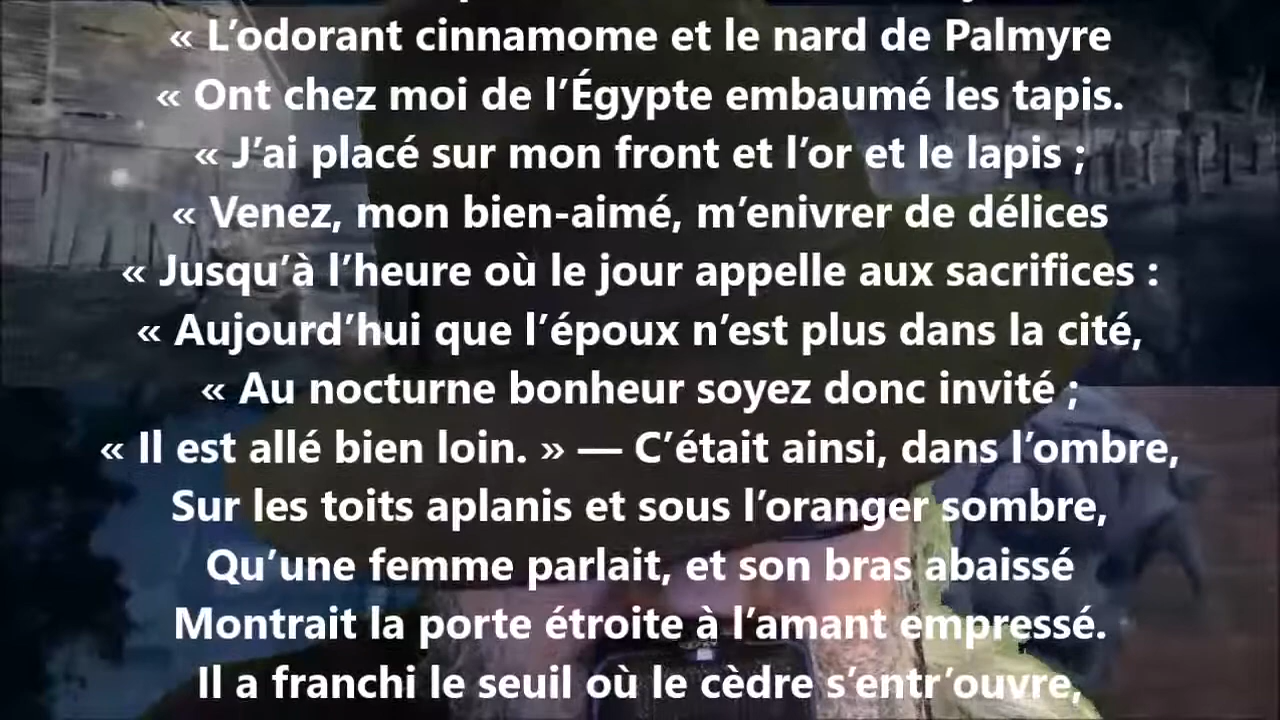 « L’odorant cinnamome et le nard de Palmyre
« Ont chez moi de l’Égypte embaumé les tapis.
« J’ai placé sur mon front et l’or et le lapis ;
« Venez, mon bien-aimé, m’enivrer de délices
« Jusqu’à l’heure où le jour appelle aux sacrifices :
« Aujourd’hui que l’époux n’est plus dans la cité,
« Au nocturne bonheur soyez donc invité ;
« Il est allé bien loin. » — C’était ainsi, dans l’ombre,
Sur les toits aplanis et sous l’oranger sombre,
Qu’une femme parlait, et son bras abaissé
Montrait la porte étroite à l’amant empressé.
Il a franchi le seuil où le cèdre s’entr’ouvre,